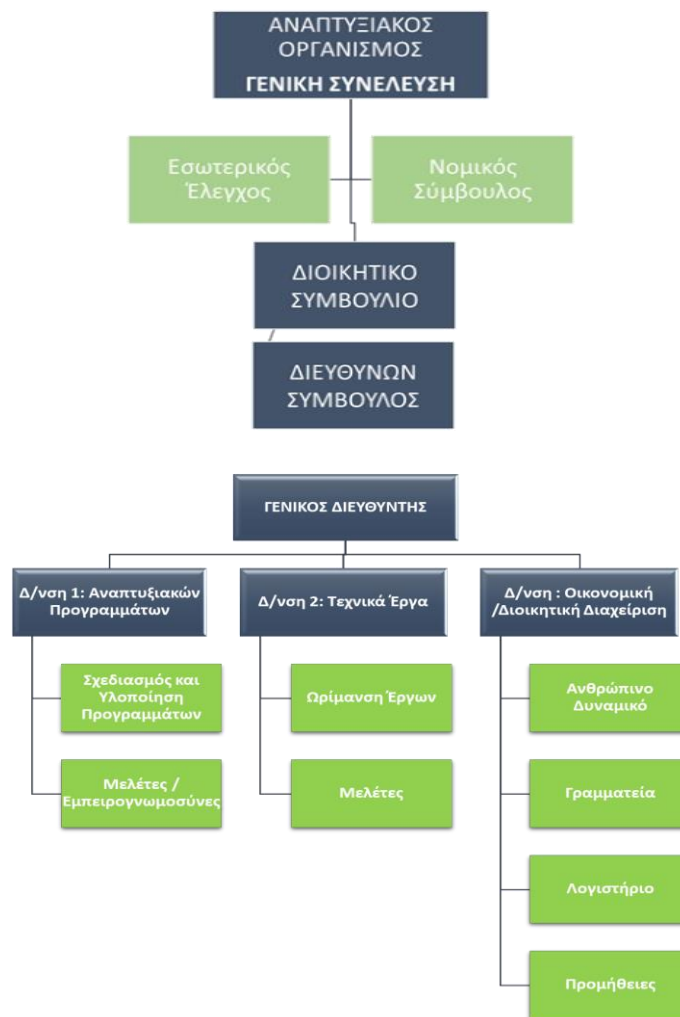 ΑΝΑΠΤΥΞΙΑΚΟΣ
ΟΡΓΑΝΙΣΜΟΣ
ΓΕΝΙΚΗ ΣΥΝΕΛΕΥΣΗ
Εσωτερικός
Έλεγχος
Νομικός
Σύμβουλος
ΔΙΟΙΚΗΤΙΚΟ
ΣΥΜΒΟΥΛΙΟ
ΔΙΕΥΘΥΝΩΝ
ΣΥΜΒΟΥΛΟΣ
ΓΕΝΙΚΟΣ ΔΙΕΥΘΥΝΤΗΣ
Δ/νση 1: Αναπτυξιακών
Προγραμμάτων
Σχεδιασμός και
Υλοποίηση
Προγραμμάτων
Μελέτες /
Εμπειρογνωμοσύνες
Δ/νση 2: Τεχνικά Έργα
Ωρίμανση Έργων
Μελέτες
Δ/νση : Οικονομική
/Διοικητική Διαχείριση
Ανθρώπινο
Δυναμικό
Γραμματεία
Λογιστήριο
Προμήθειες